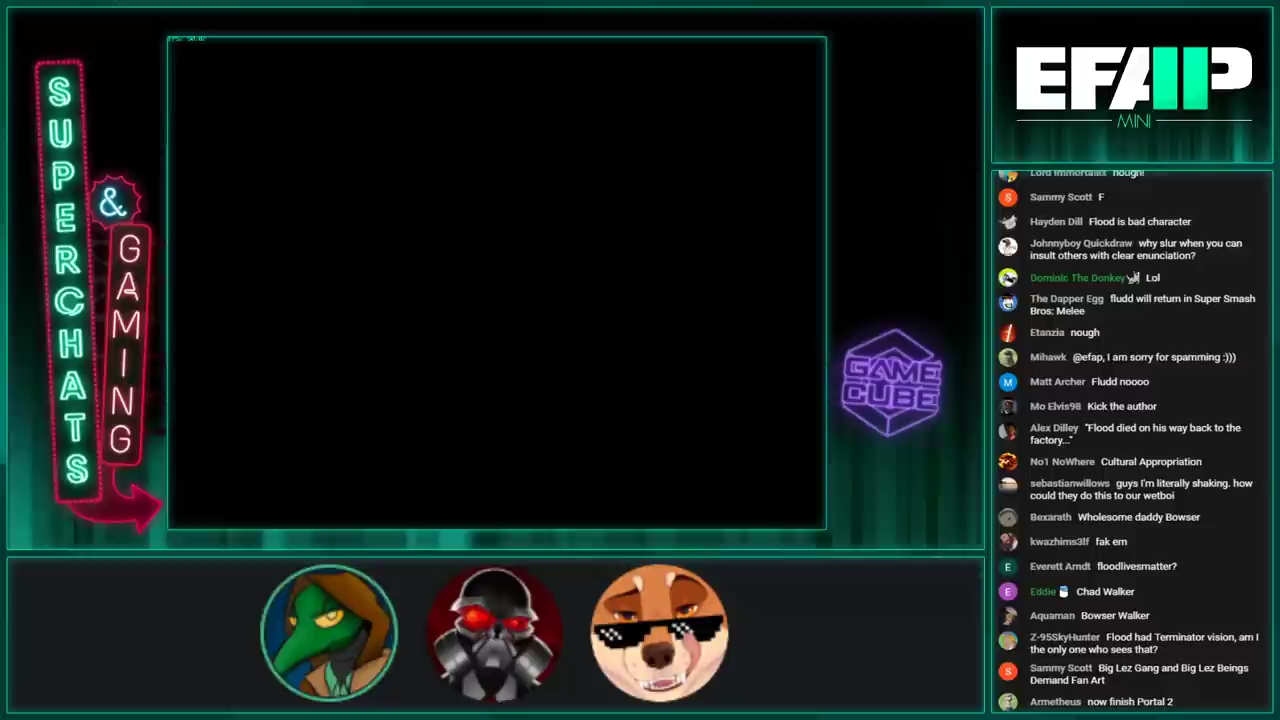 SUPERCHATS
&
GAMING
GAME
CUBE
EFAP
MINI
Lord Immortallix nough!
Sammy Scott F
Hayden Dill Flood is bad character
Johnnyboy Quickdraw why slur when you can
insult others with clear enunciation?
Dominic The Donkey Lol
The Dapper Egg fludd will return in Super Smash
Bros: Melee
Etanzia nough
Mihawk @efap, I am sorry for spamming :)))
M Matt Archer Fludd noooo
Mo Elvis98 Kick the author
Alex Dilley "Flood died on his way back to the
factory..."
No1 NoWhere Cultural Appropriation
sebastianwillows guys I'm literally shaking. how
could they do this to our wetboi
Bexarath Wholesome daddy Bowser
kwazhims3lf fak em
E Everett Arndt floodlivesmatter?
E Eddie Chad Walker
Aquaman Bowser Walker
Z-95SkyHunter Flood had Terminator vision, am I
the only one who sees that?
S Sammy Scott Big Lez Gang and Big Lez Beings
Demand Fan Art
Armetheus now finish Portal 2